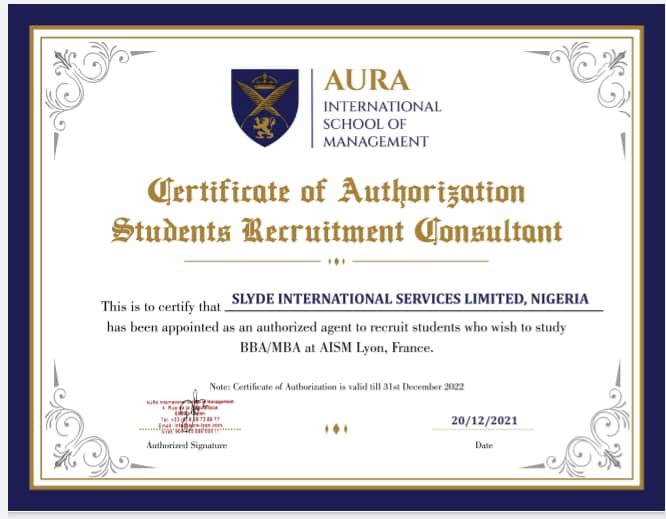 AURA
INTERNATIONAL
SCHOOL OF
MANAGEMENT
Certificate of Authorization
Students Recruitment Consultant
This is to certify that SLYDE INTERNATIONAL SERVICES LIMITED, NIGERIA
has been appointed as an authorized agent to recruit students who wish to study
BBA/MBA at AISM Lyon, France.
Note: Certificate of Authorization is valid till 31st December 2022
AURA International School of Management
20/12/2021
Authorized Signature
Date